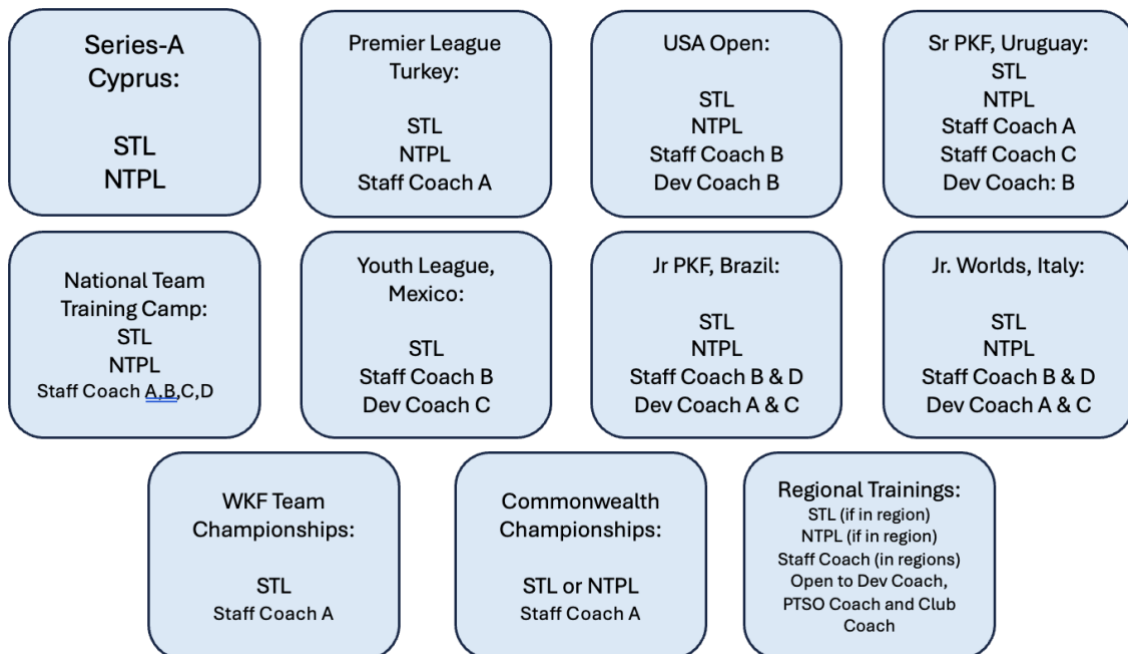 Series-A
Cyprus:
STL
NTPL
Premier League
Turkey:
STL
NTPL
Staff Coach A
USA Open:
STL
NTPL
Staff Coach B
Dev Coach B
Sr PKF, Uruguay:
STL
NTPL
Staff Coach A
Staff Coach C
Dev Coach: B
National Team
Training Camp:
STL
NTPL
Staff Coach A,B,C,D
Youth League,
Mexico:
STL
Staff Coach B
Dev Coach C
Jr PKF, Brazil:
STL
NTPL
Staff Coach B & D
Dev Coach A & C
Jr. Worlds, Italy:
STL
NTPL
Staff Coach B & D
Dev Coach A & C
WKF Team
Championships:
STL
Staff Coach A
Commonwealth
Championships:
STL or NTPL
Staff Coach A
Regional Trainings:
STL (if in region)
NTPL (if in region)
Staff Coach (in regions)
Open to Dev Coach,
PTSO Coach and Club
Coach